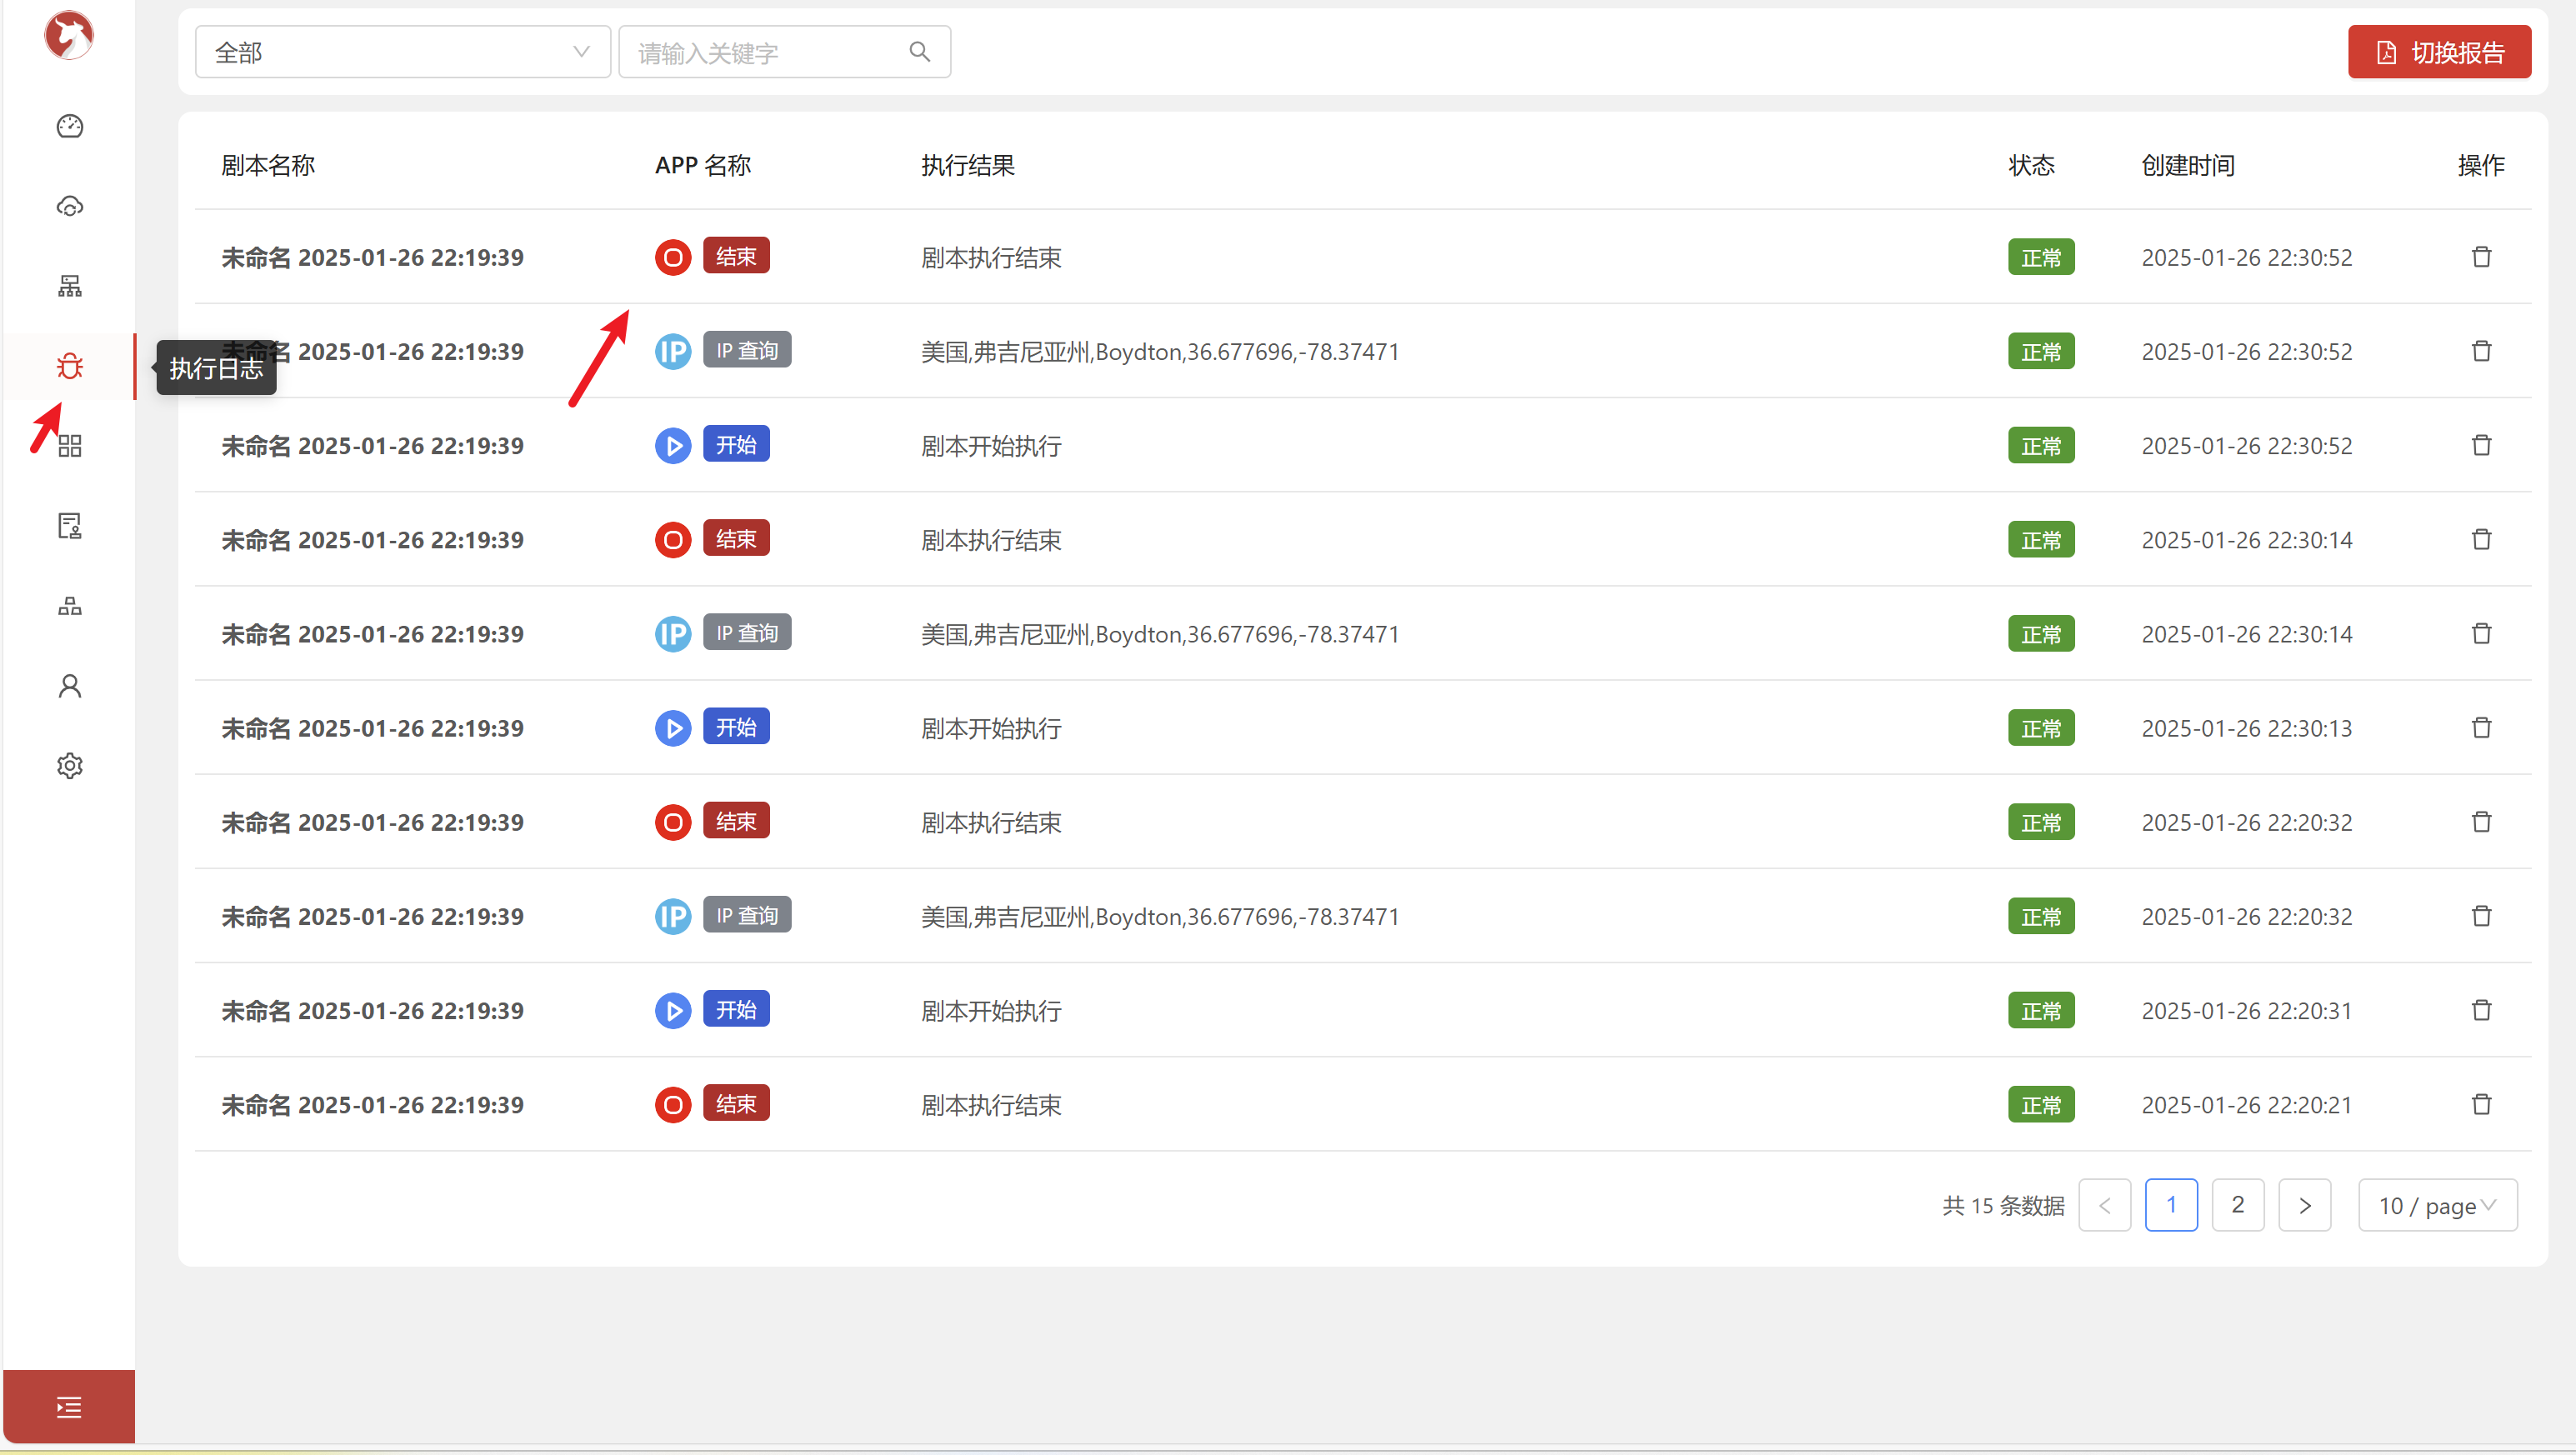 全部
请输入关键字
切换报告
剧本名称 APP 名称 执行结果 状态 创建时间 操作
未命名 2025-01-26 22:19:39 结束 剧本执行结束 正常 2025-01-26 22:30:52
未命名 2025-01-26 22:19:39 IP IP 查询 美国,弗吉尼亚州,Boydton,36.677696,-78.37471 正常 2025-01-26 22:30:52
执行日志
未命名 2025-01-26 22:19:39 开始 剧本开始执行 正常 2025-01-26 22:30:52
未命名 2025-01-26 22:19:39 结束 剧本执行结束 正常 2025-01-26 22:30:14
未命名 2025-01-26 22:19:39 IP IP 查询 美国,弗吉尼亚州,Boydton,36.677696,-78.37471 正常 2025-01-26 22:30:14
未命名 2025-01-26 22:19:39 开始 剧本开始执行 正常 2025-01-26 22:30:13
未命名 2025-01-26 22:19:39 结束 剧本执行结束 正常 2025-01-26 22:20:32
未命名 2025-01-26 22:19:39 IP IP 查询 美国,弗吉尼亚州,Boydton,36.677696,-78.37471 正常 2025-01-26 22:20:32
未命名 2025-01-26 22:19:39 开始 剧本开始执行 正常 2025-01-26 22:20:31
未命名 2025-01-26 22:19:39 结束 剧本执行结束 正常 2025-01-26 22:20:21
共 15 条数据 < 1 2 > 10 / page